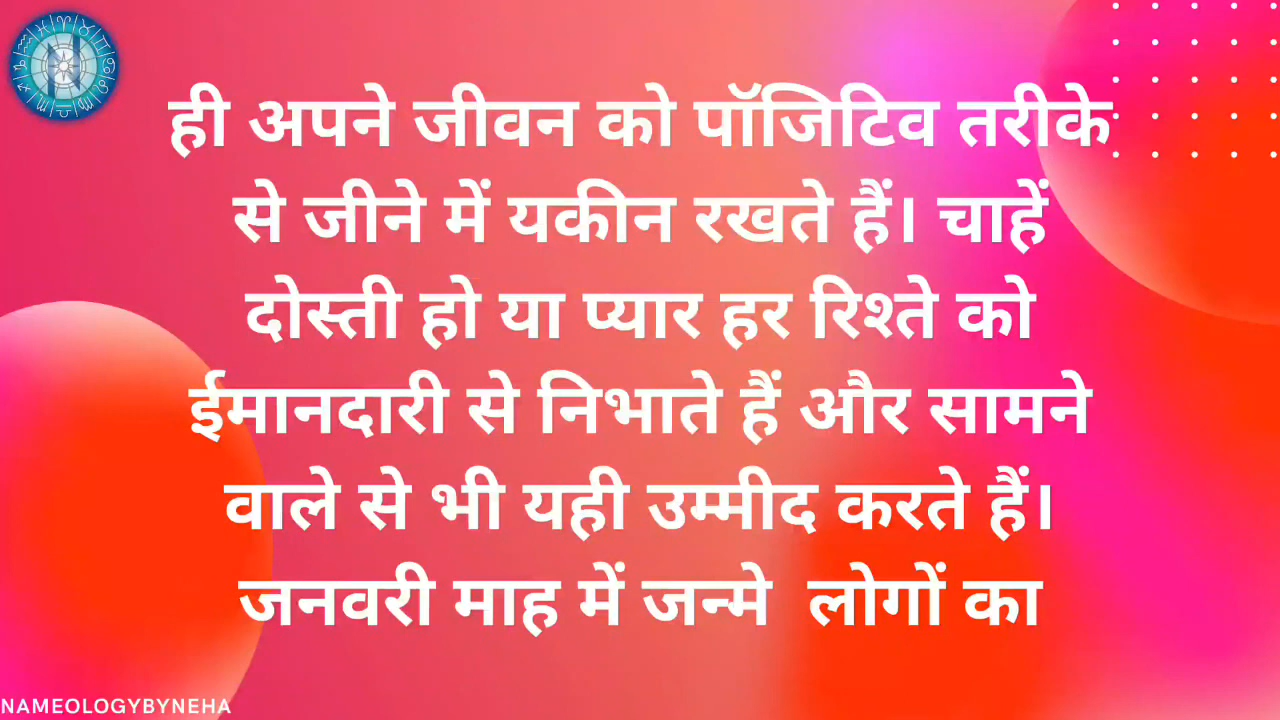 ही अपने जीवन को पॉजिटिव तरीके
से जीने में यकीन रखते हैं। चाहें
दोस्ती हो या प्यार हर रिश्ते को
ईमानदारी से निभाते हैं और सामने
वाले से भी यही उम्मीद करते हैं।
जनवरी माह में जन्मे  लोगों का
NAMEOLOGYBYNEHA